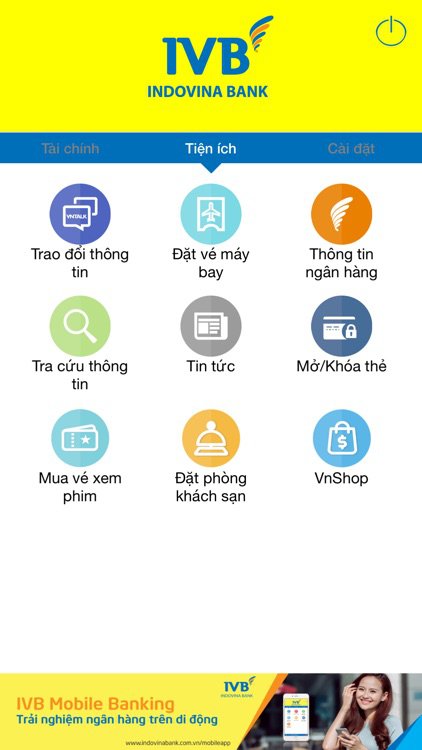 IVB
INDOVINA BANK
Tài chính Tiện ích Cài đặt
VNTALK
Trao đổi thông tin
Đặt vé máy bay
Thông tin ngân hàng
Tra cứu thông tin
Tin tức
Mở/Khóa thẻ
Mua vé xem phim
Đặt phòng khách sạn
VnShop
IVB
INDOVINA BANK
IVB Mobile Banking
Trải nghiệm ngân hàng trên di động
www.indovinabank.com.vn/mobileapp